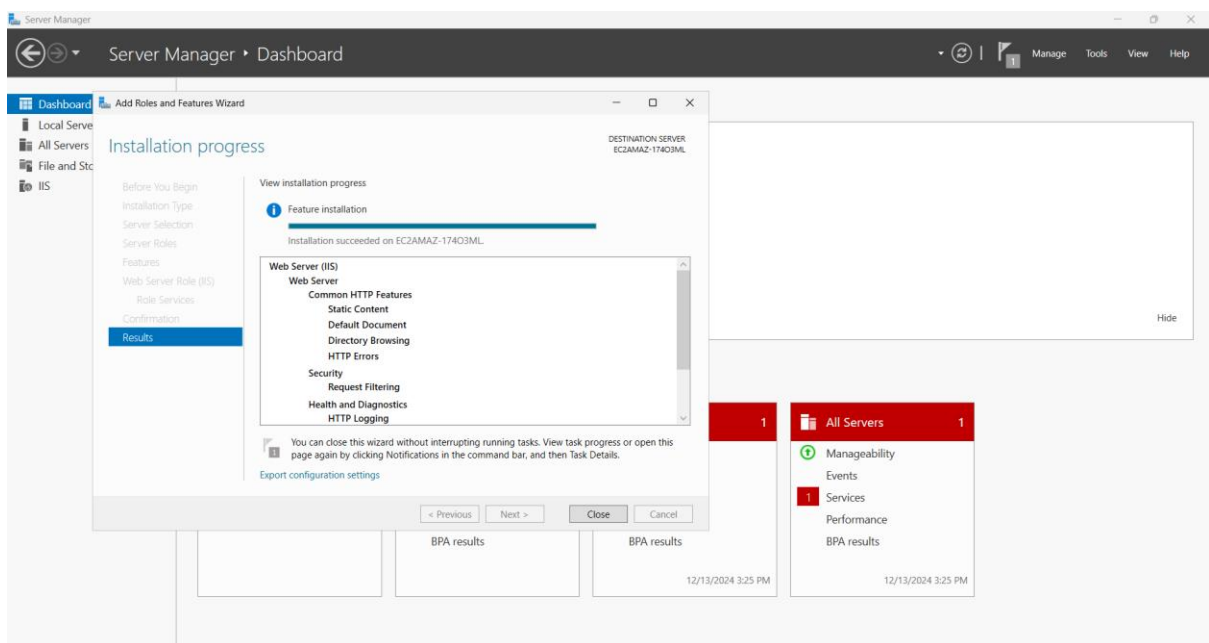 Server Manager
Server Manager ‣ Dashboard
1
Manage
Tools
View
Help
Dashboard
Local Serve
All Servers
File and Sto
IIS
Add Roles and Features Wizard
Installation progress
DESTINATION SERVER
EC2AMAZ-174O3ML
Before You Begin
Installation Type
Server Selection
Server Roles
Features
Web Server Role (IIS)
Role Services
Confirmation
Results
View installation progress
Feature installation
Installation succeeded on EC2AMAZ-174O3ML.
Web Server (IIS)
Web Server
Common HTTP Features
Static Content
Default Document
Directory Browsing
HTTP Errors
Security
Request Filtering
Health and Diagnostics
HTTP Logging
1
You can close this wizard without interrupting running tasks. View task
progress or open this page again by clicking Notifications in the command bar, and then Task Details.
Export configuration settings
< Previous
Next >
Close
Cancel
Hide
BPA results
1
BPA results
12/13/2024 3:25 PM
All Servers
1
Manageability
Events
1 Services
Performance
BPA results
12/13/2024 3:25 PM